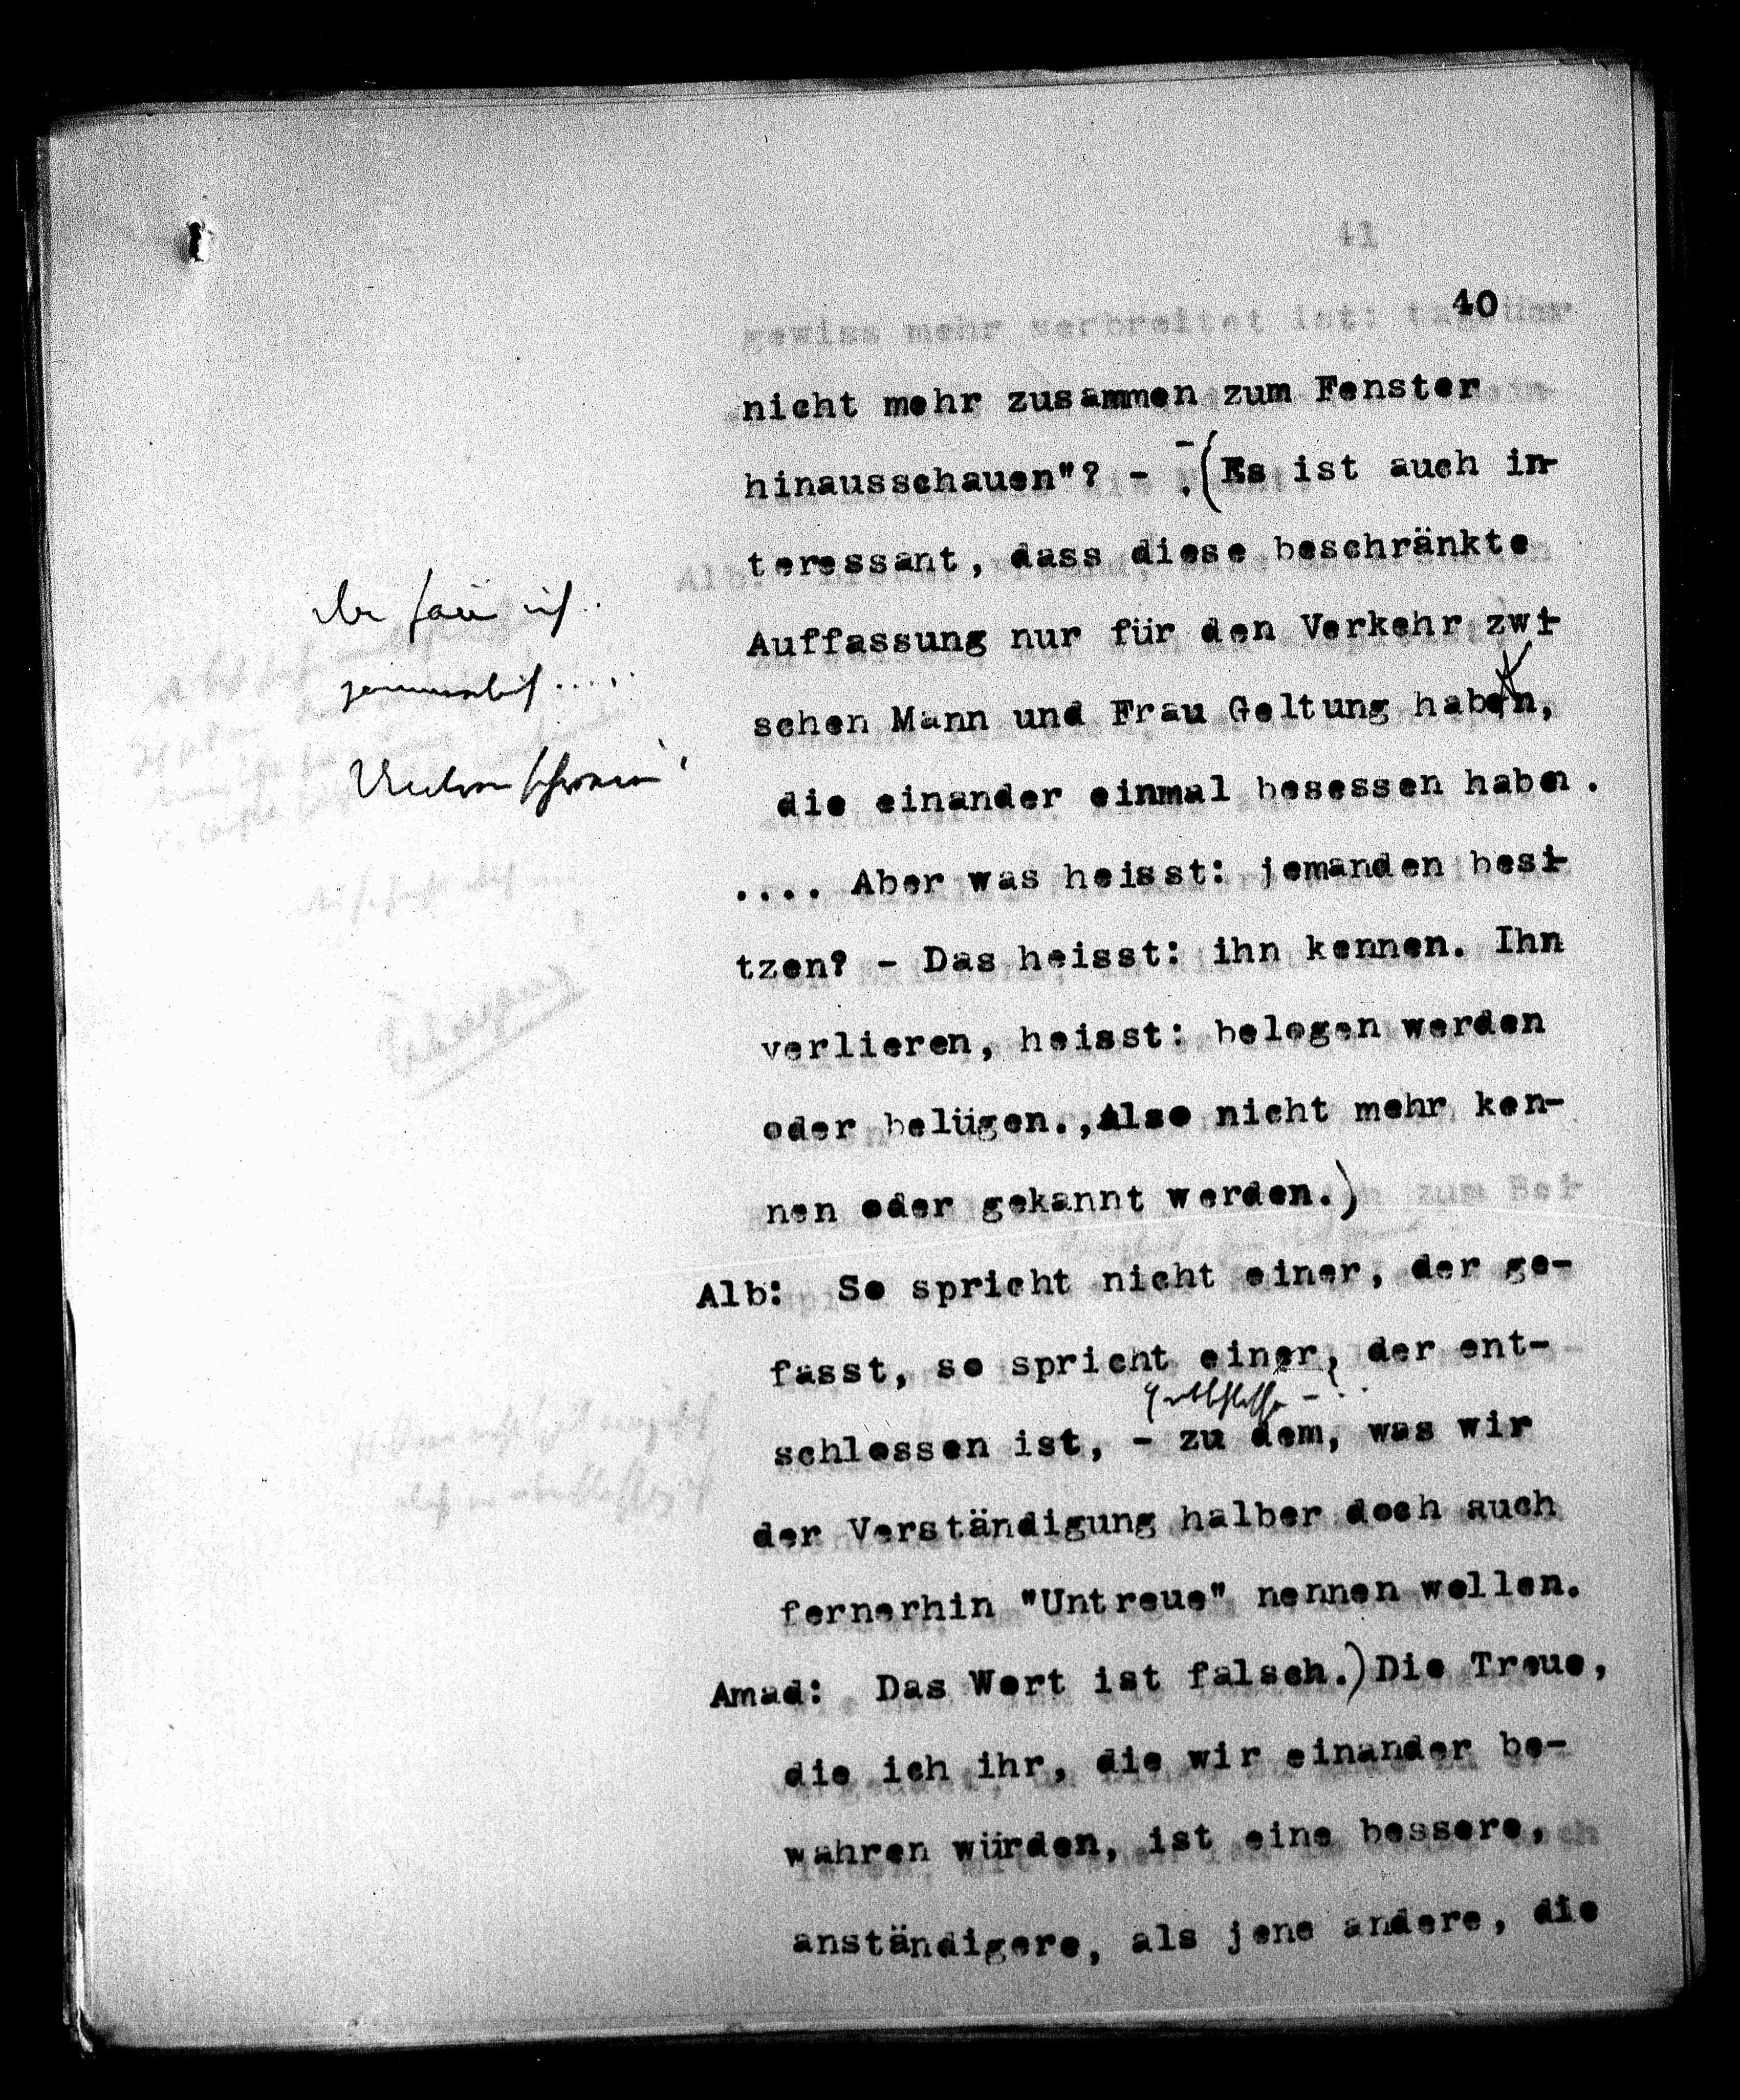 40
nicht mehr zusammen zum Fenster
hinausschauen"? - (Es ist auch in-
teressant, dass diese beschränkte
Auffassung nur für den Verkehr zwi-
schen Mann und Frau Geltung haben,
die einander einmal besessen haben.
.... Aber was heisst: jemanden besi-
tzen? - Das heisst: ihn kennen. Ihn
verlieren, heisst: belogen werden
oder belügen., Also nicht mehr ken-
nen oder gekannt werden.)
Alb: So spricht nicht einer, der ge-
fasst, so spricht einer, der ent-
schlossen ist, - zu dem, was wir
der Verständigung halber doch auch
fernerhin "Untreue" nennen wollen.
Amad: Das Wort ist falsch.) Die Treue,
die ich ihr, die wir einander be-
wahren würden, ist eine bessere,
anständigere, als jene andere, die